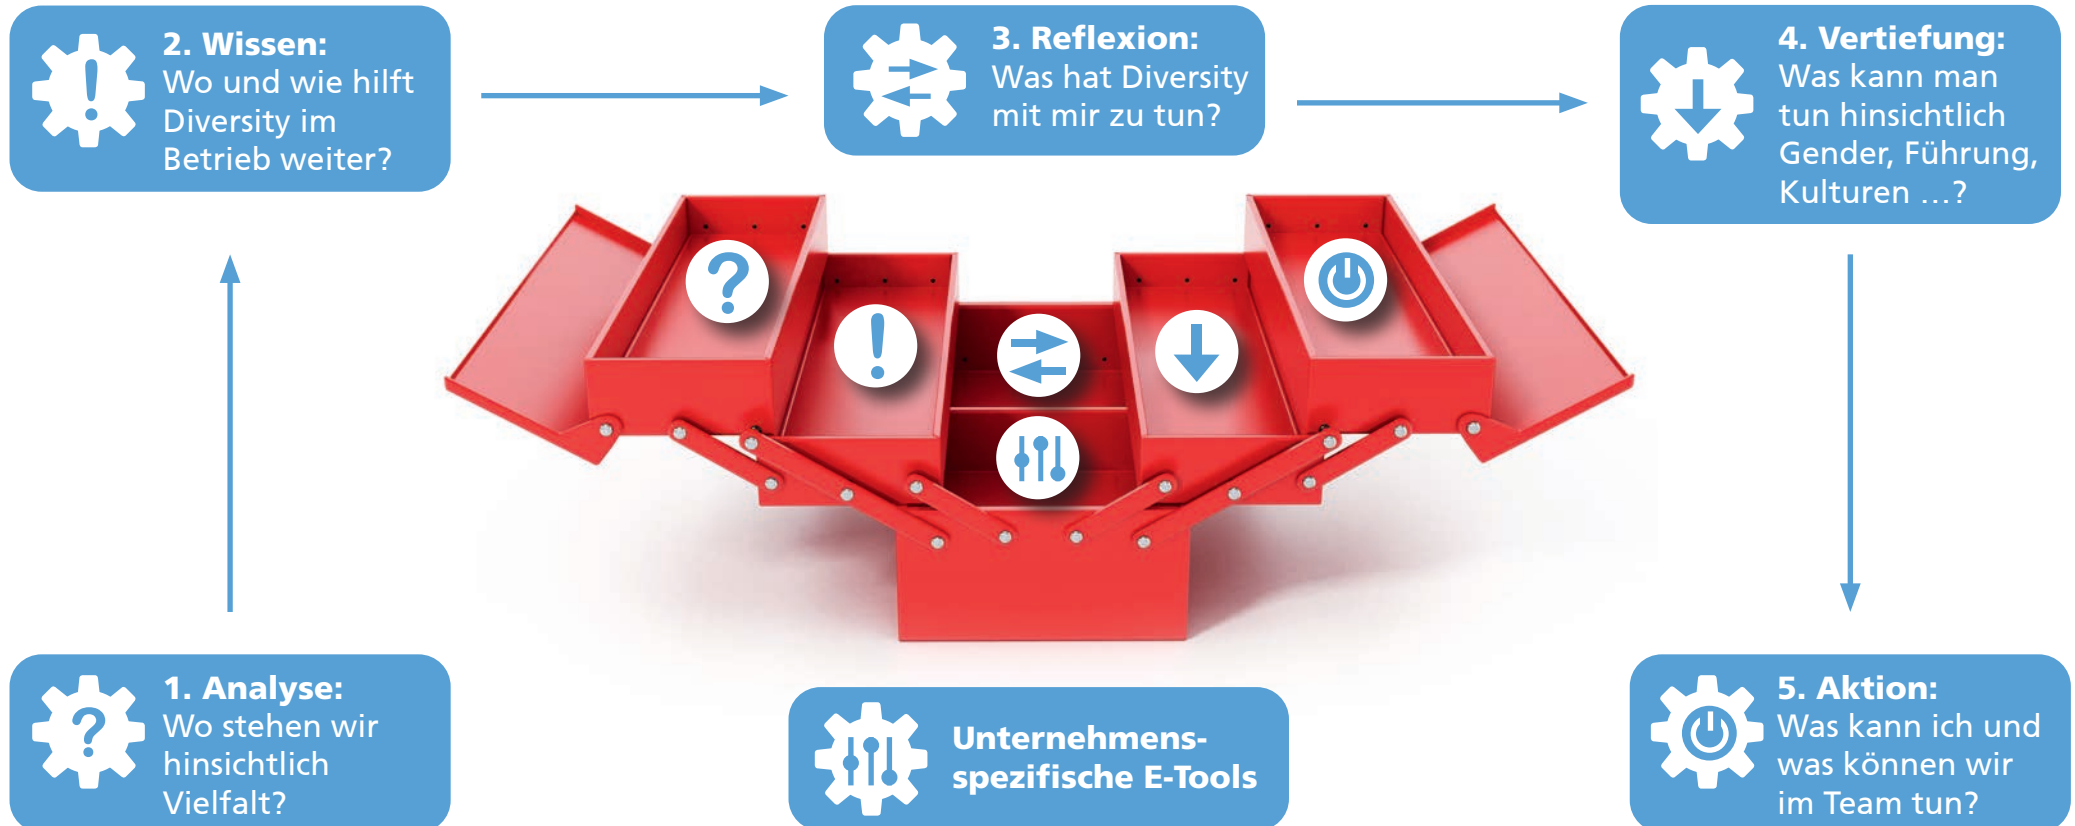 2. Wissen:
Wo und wie hilft
Diversity im
Betrieb weiter?
3. Reflexion:
Was hat Diversity
mit mir zu tun?
4. Vertiefung:
Was kann man
tun hinsichtlich
Gender, Führung,
Kulturen …?
1. Analyse:
Wo stehen wir
hinsichtlich
Vielfalt?
Unternehmens-
spezifische E-Tools
5. Aktion:
Was kann ich und
was können wir
im Team tun?